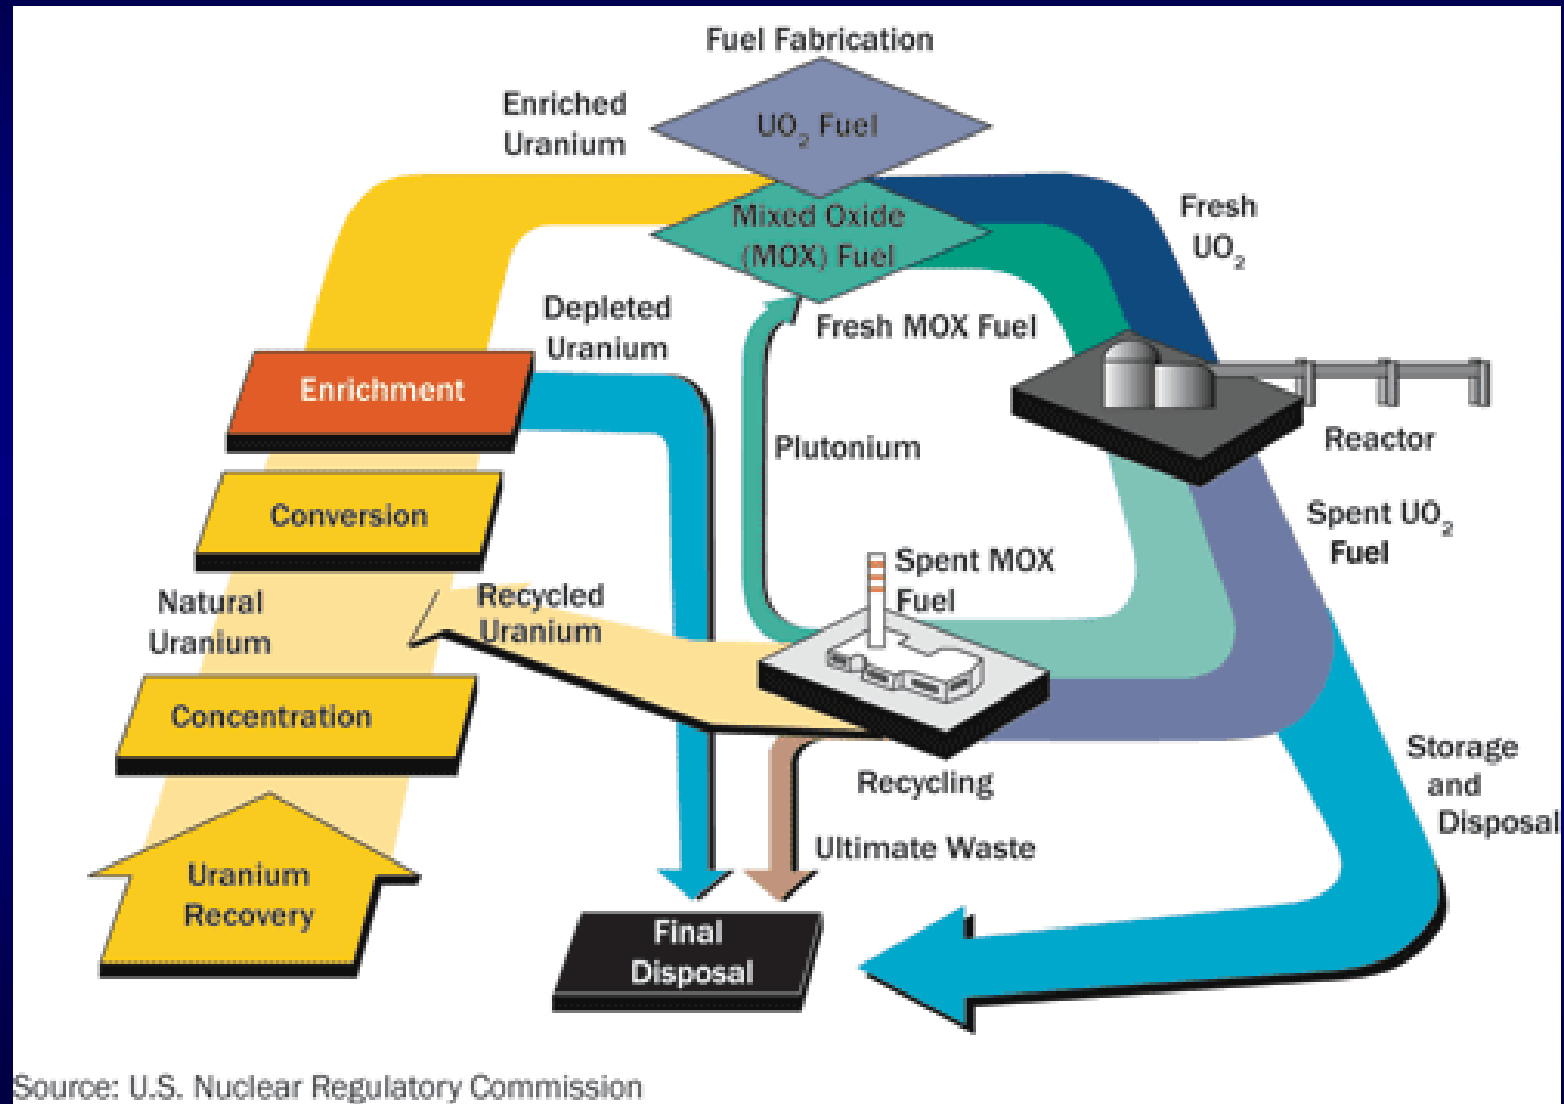 Fuel Fabrication
Enriched
Uranium
UO₂ Fuel
Mixed Oxide
(MOX) Fuel
Fresh
UO₂
Depleted
Uranium
Fresh MOX Fuel
Enrichment
Reactor
Plutonium
Conversion
Spent UO₂
Fuel
Spent MOX
Fuel
Natural
Uranium
Recycled
Uranium
Concentration
Storage
and
Disposal
Recycling
Ultimate Waste
Uranium
Recovery
Final
Disposal
Source: U.S. Nuclear Regulatory Commission